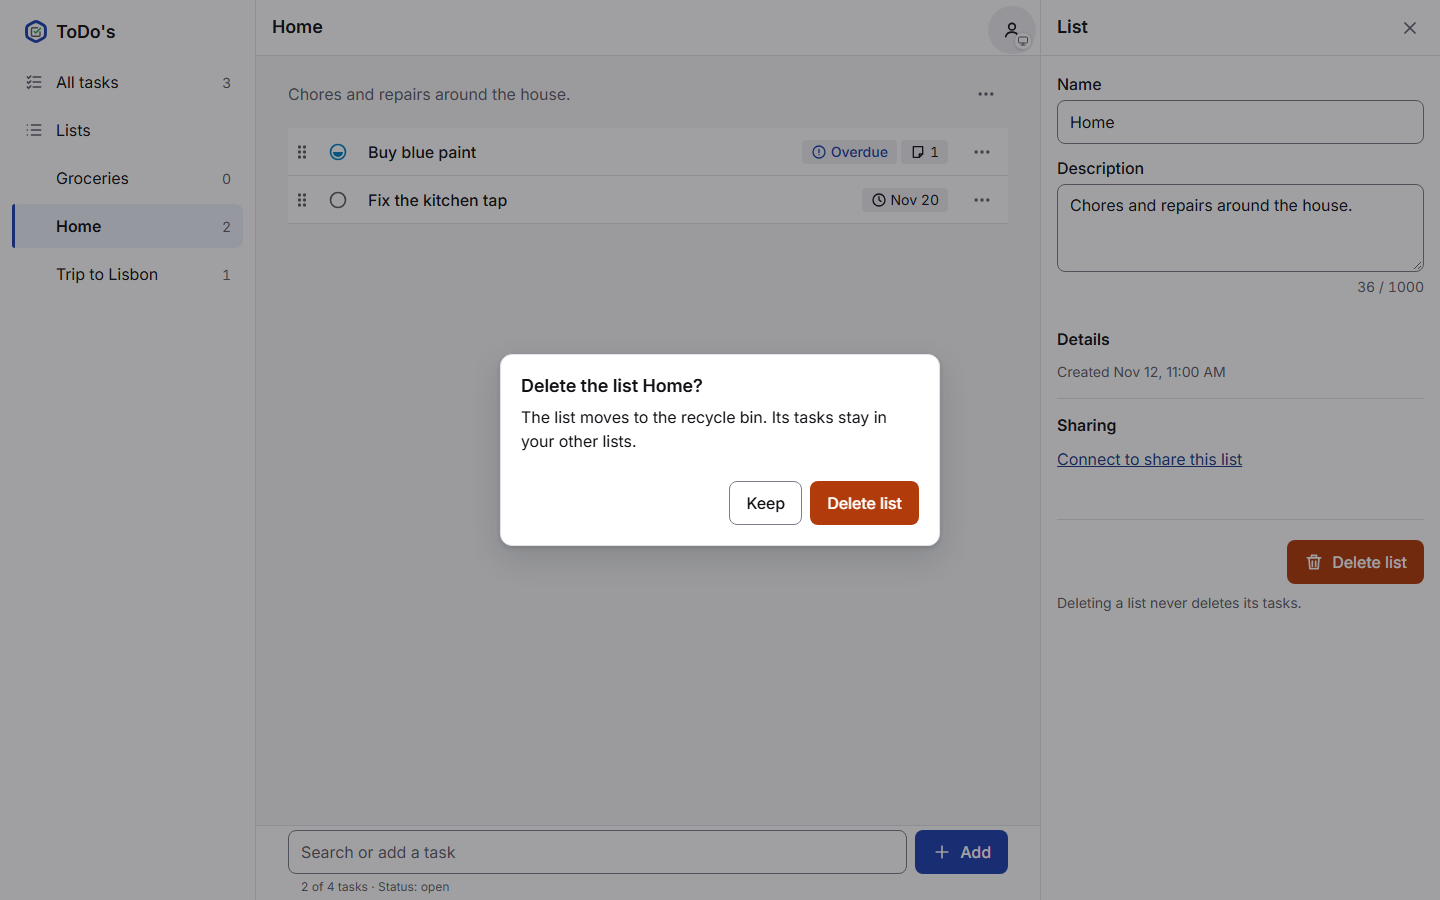 ToDo's
All tasks 3
Lists
Groceries 0
Home 2
Trip to Lisbon 1
Home
Chores and repairs around the house.
Buy blue paint Overdue 1
Fix the kitchen tap Nov 20
Delete the list Home?
The list moves to the recycle bin. Its tasks stay in
your other lists.
Keep Delete list
Search or add a task Add
2 of 4 tasks · Status: open
List
Name
Home
Description
Chores and repairs around the house.
36 / 1000
Details
Created Nov 12, 11:00 AM
Sharing
Connect to share this list
Delete list
Deleting a list never deletes its tasks.